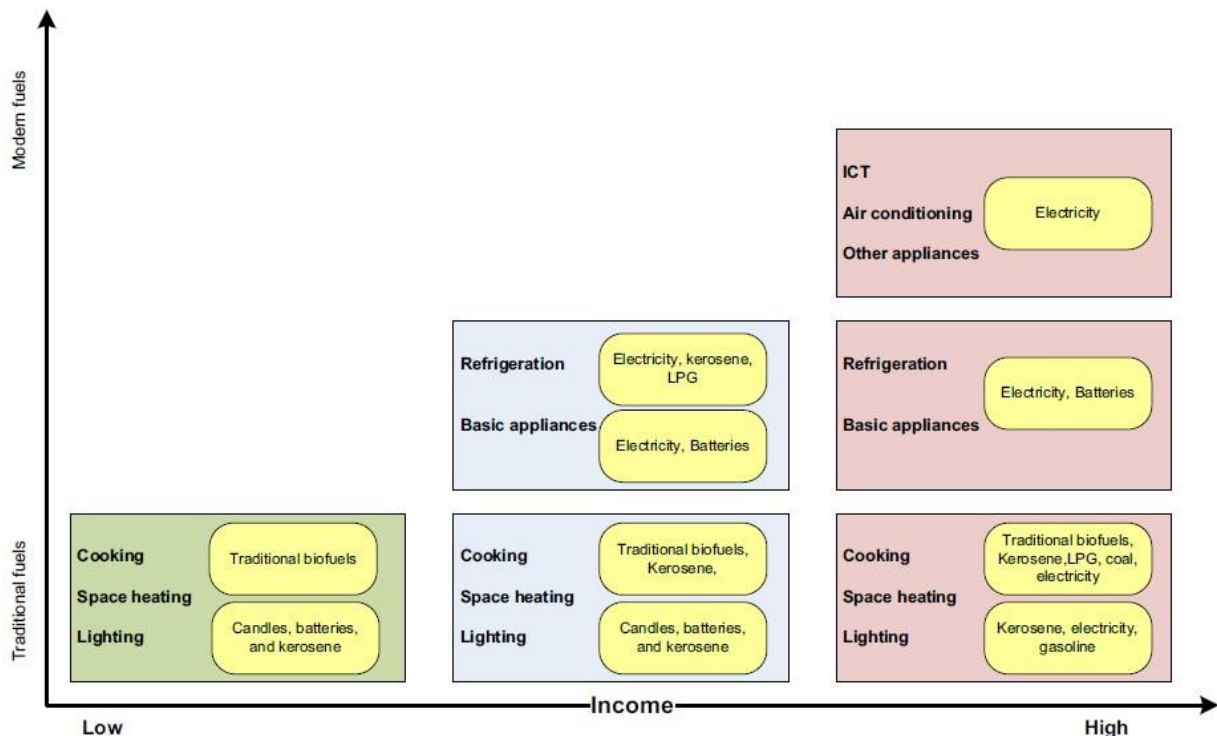 Modern fuels
ICT
Air conditioning
Other appliances
Electricity
Refrigeration
Basic appliances
Electricity, kerosene,
LPG
Electricity, Batteries
Refrigeration
Basic appliances
Electricity, Batteries
Traditional fuels
Cooking
Space heating
Lighting
Traditional biofuels
Candles, batteries,
and kerosene
Cooking
Space heating
Lighting
Traditional biofuels,
Kerosene,
Candles, batteries,
and kerosene
Cooking
Space heating
Lighting
Traditional biofuels,
Kerosene,LPG, coal,
electricity
Kerosene, electricity,
gasoline
Income
Low
High